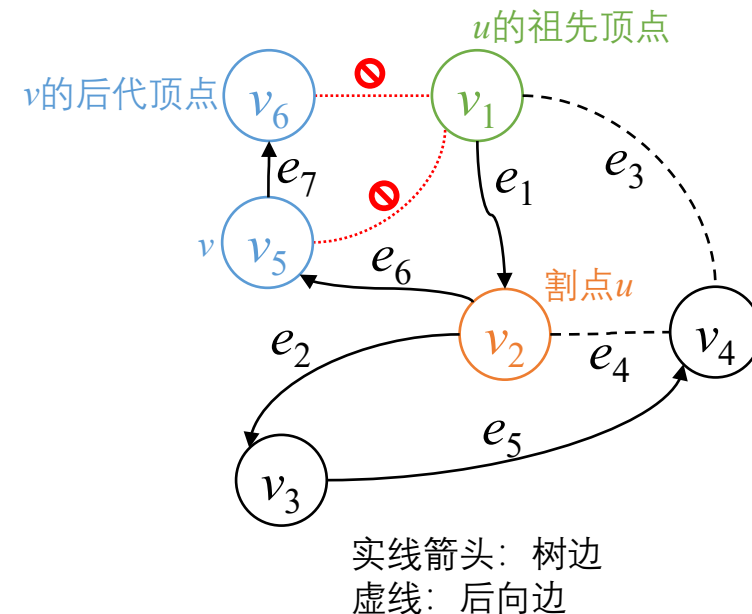 u的祖先顶点
v的后代顶点
v₆
v₁
e₇
e₁
e₃
v
v₅
e₆
割点u
e₂
v₂
e₄
v₄
e₅
v₃
实线箭头：树边
虚线：后向边